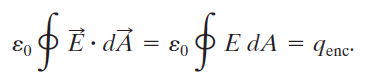 ε₀ ∮ E⃗ · dA⃗ = ε₀ ∮ E dA = q_enc.